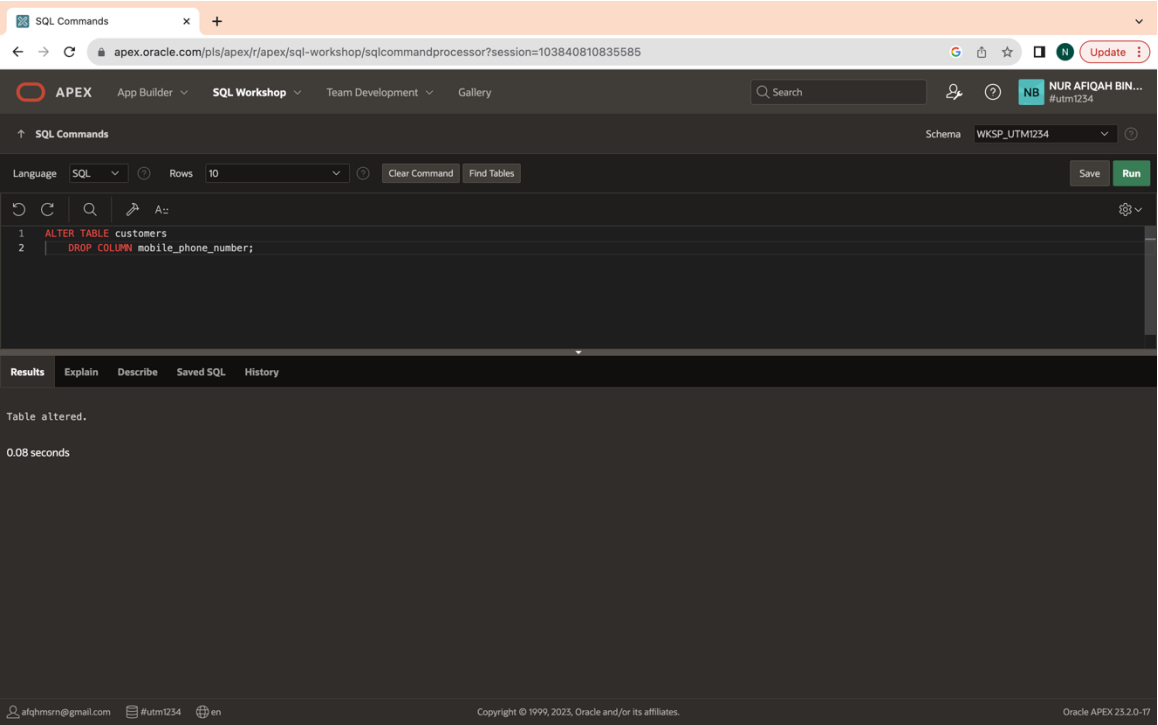 SQL Commands
apex.oracle.com/pls/apex/r/apex/sql-workshop/sqlcommandprocessor?session=103840810835585
G
N
Update
APEX App Builder SQL Workshop Team Development Gallery
Search
NB
NUR AFIQAH BIN...
#utm1234
SQL Commands
Schema WKSP_UTM1234
Language SQL Rows 10 Clear Command Find Tables Save Run
1 ALTER TABLE customers
2 DROP COLUMN mobile_phone_number;
Results Explain Describe Saved SQL History
Table altered.
0.08 seconds
afqhmsrn@gmail.com #utm1234 en Copyright © 1999, 2023, Oracle and/or its affiliates. Oracle APEX 23.2.0-17